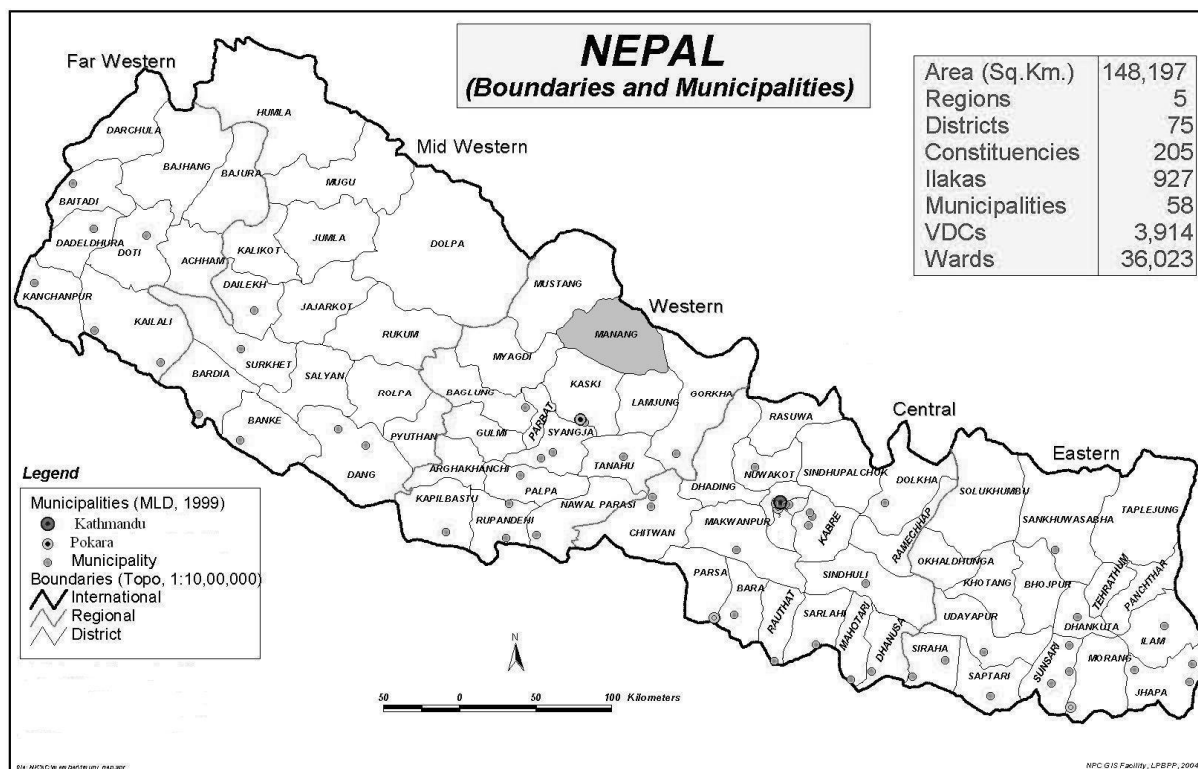 NEPAL
(Boundaries and Municipalities)
Area (Sq.Km.) 148,197
Regions 5
Districts 75
Constituencies 205
Ilakas 927
Municipalities 58
VDCs 3,914
Wards 36,023
Far Western
Mid Western
Western
Central
Eastern
DARCHULA
HUMLA
BAJHANG
BAJURA
MUGU
BAITADI
DADELDHURA
DOTI
ACHHAM
KALIKOT
JUMLA
DOLPA
MUSTANG
KANCHANPUR
KAILALI
DAILEKH
JAJARKOT
RUKUM
MANANG
MYAGDI
BARDIA
SURKHET
SALYAN
ROLPA
BAGLUNG
PARBAT
KASKI
LAMJUNG
GORKHA
RASUWA
BANKE
DANG
PYUTHAN
GULMI
SYANGJA
TANAHU
ARGHAKHANCHI
PALPA
KAPILBASTU
RUPANDEHI
NAWAL PARASI
CHITWAN
DHADING
NUWAKOT
SINDHUPALCHOK
DOLKHA
SOLUKHUMBU
SANKHUWASABHA
TAPLEJUNG
MAKWANPUR
KABRE
RAMECHHAP
OKHALDHUNGA
KHOTANG
BHOJPUR
TEHRATHUM
PANCHTHAR
PARSA
BARA
RAUTHAT
SARLAHI
SINDHULI
MAHOTARI
DHANUSA
SIRAHA
UDAYAPUR
SAPTARI
SUNSARI
DHANKUTA
MORANG
ILAM
JHAPA
Legend
Municipalities (MLD, 1999)
Kathmandu
Pokara
Municipality
Boundaries (Topo, 1:10,00,000)
International
Regional
District
N
50 0 50 100 Kilometers
NPC GIS Facility, LPBPP, 2004